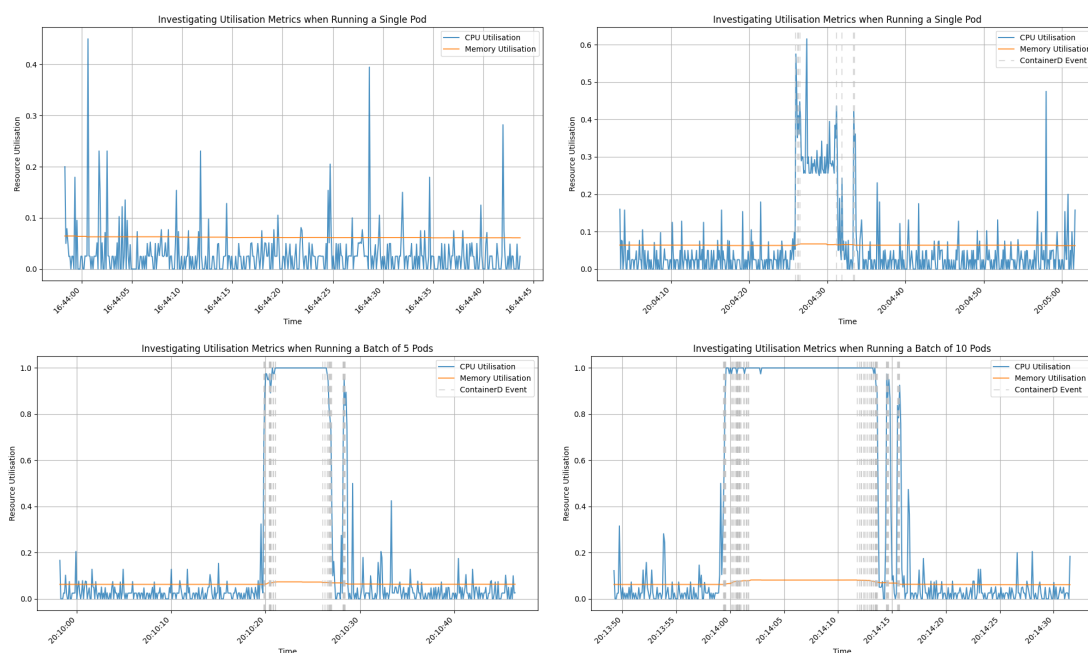 Investigating Utilisation Metrics when Running a Single Pod
CPU Utilisation
Memory Utilisation
Resource Utilisation
0.4
0.3
0.2
0.1
0.0
16:44:00
16:44:05
16:44:10
16:44:15
16:44:20
16:44:25
16:44:30
16:44:35
16:44:40
16:44:45
Time
Investigating Utilisation Metrics when Running a Single Pod
CPU Utilisation
Memory Utilisation
ContainerD Event
Resource Utilisation
0.6
0.5
0.4
0.3
0.2
0.1
0.0
20:04:10
20:04:20
20:04:30
20:04:40
20:04:50
20:05:00
Time
Investigating Utilisation Metrics when Running a Batch of 5 Pods
CPU Utilisation
Memory Utilisation
ContainerD Event
Resource Utilisation
1.0
0.8
0.6
0.4
0.2
0.0
20:10:00
20:10:10
20:10:20
20:10:30
20:10:40
Time
Investigating Utilisation Metrics when Running a Batch of 10 Pods
CPU Utilisation
Memory Utilisation
ContainerD Event
Resource Utilisation
1.0
0.8
0.6
0.4
0.2
0.0
20:13:50
20:13:55
20:14:00
20:14:05
20:14:10
20:14:15
20:14:20
20:14:25
20:14:30
Time